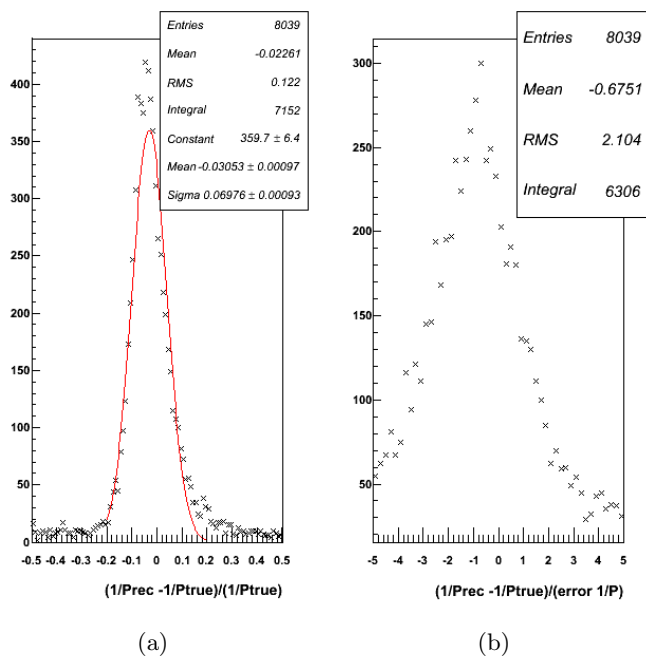 Entries 8039
Mean -0.02261
RMS 0.122
Integral 7152
Constant 359.7 ± 6.4
Mean -0.03053 ± 0.00097
Sigma 0.06976 ± 0.00093
400
350
300
250
200
150
100
50
0
-0.5 -0.4 -0.3 -0.2 -0.1 0 0.1 0.2 0.3 0.4 0.5
(1/Prec -1/Ptrue)/(1/Ptrue)
(a)
Entries 8039
Mean -0.6751
RMS 2.104
Integral 6306
300
250
200
150
100
50
-5 -4 -3 -2 -1 0 1 2 3 4 5
(1/Prec -1/Ptrue)/(error 1/P)
(b)